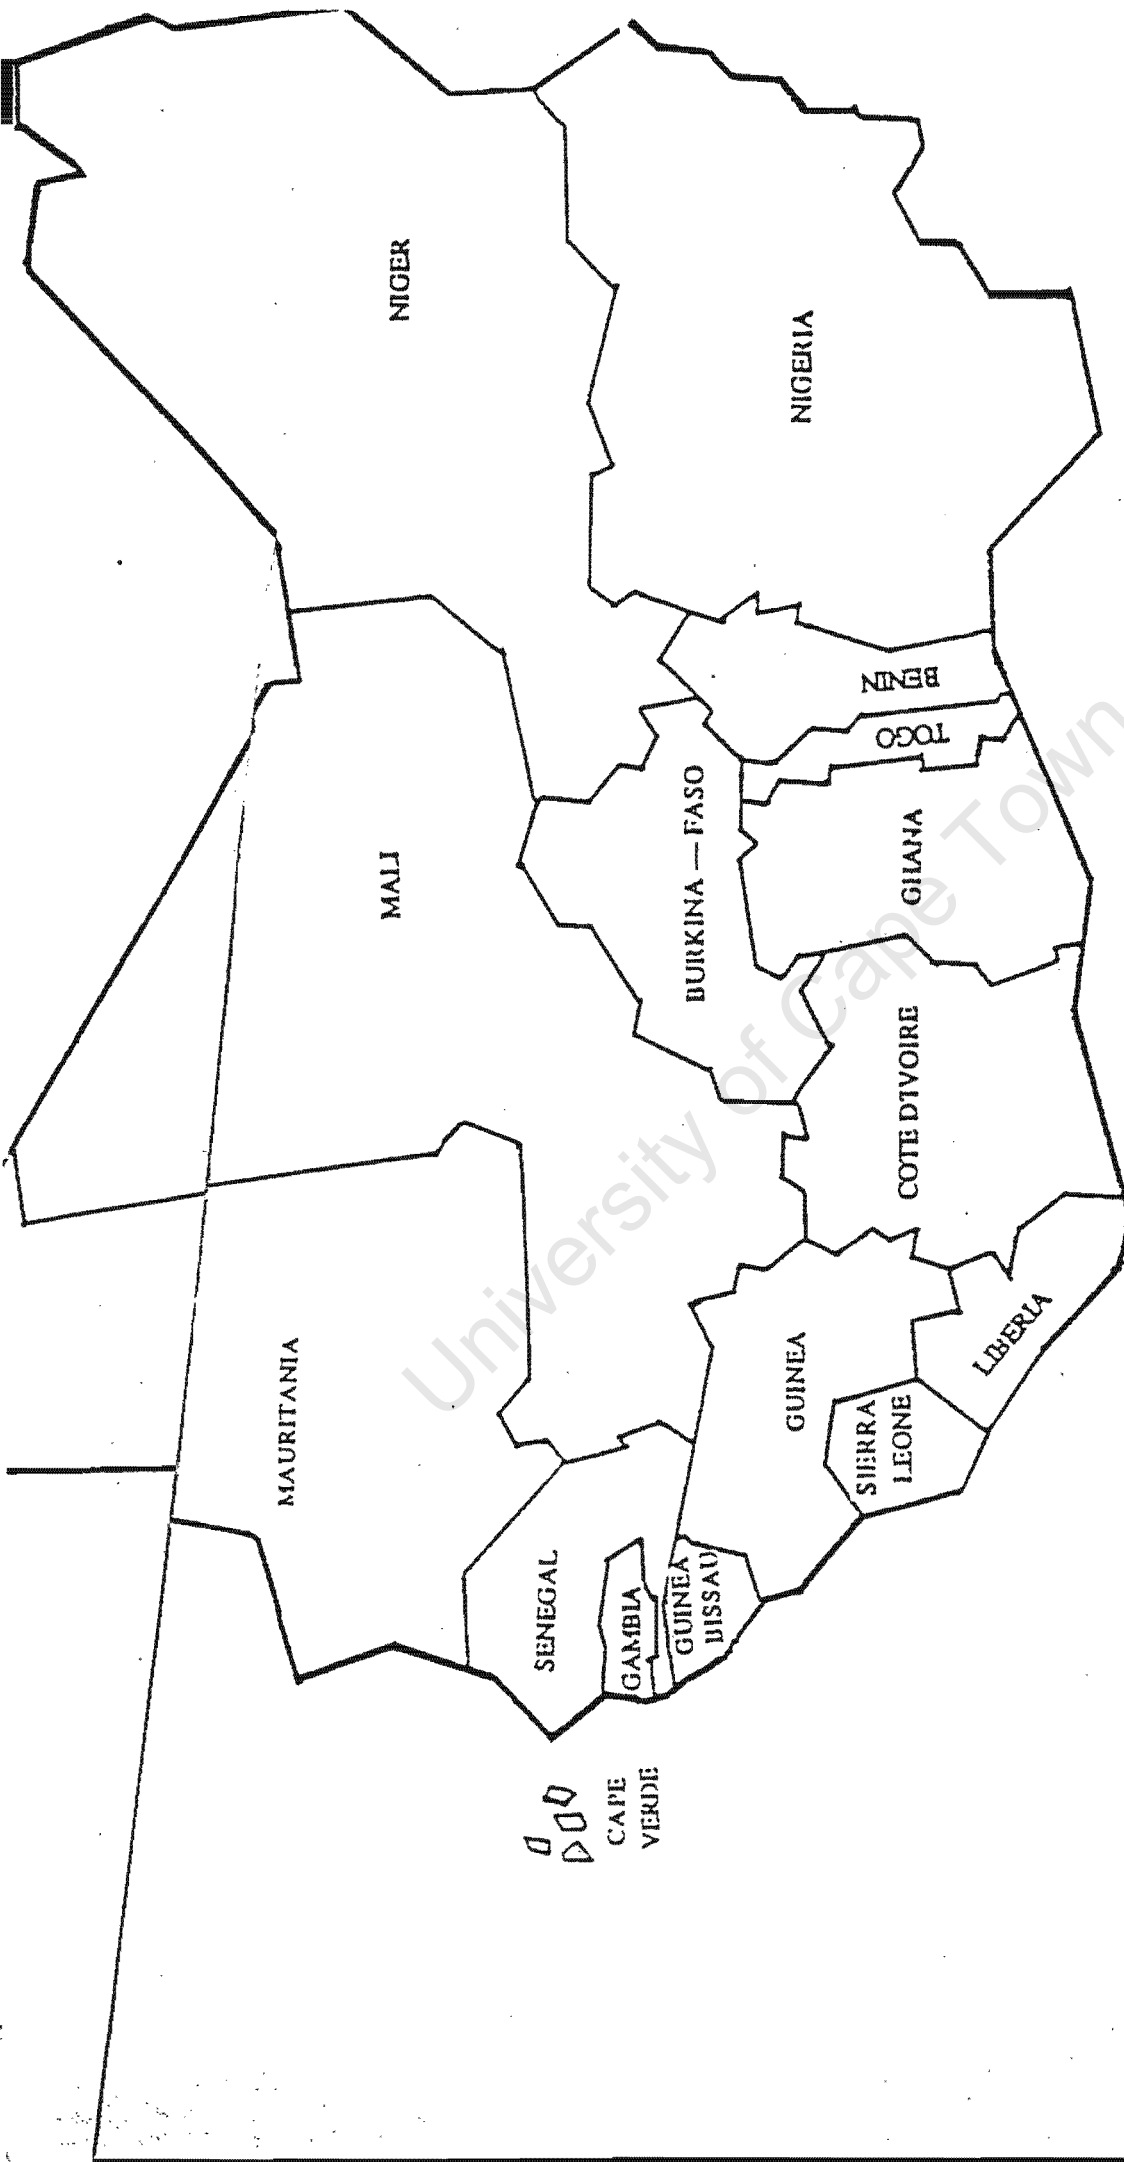 NIGER
MALI
MAURITANIA
NIGERIA
BENIN
TOGO
BURKINA — FASO
GHANA
COTE D'IVOIRE
LIBERIA
GUINEA
SIERRA
LEONE
SENEGAL
GAMBIA
GUINEA
BISSAU
CAPE
VERDE
University of Cape Town